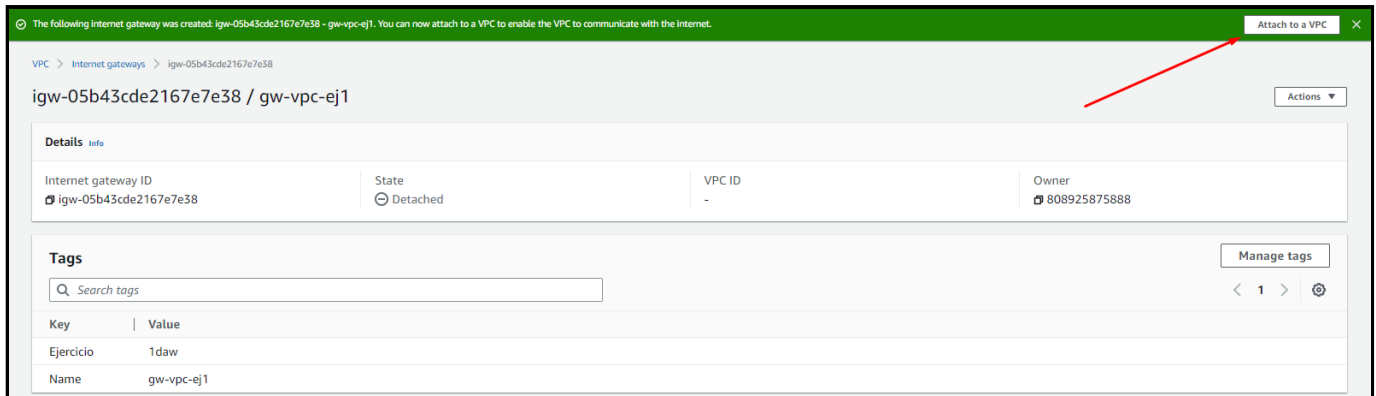 The following internet gateway was created: igw-05b43cde2167e7e38 - gw-vpc-ej1. You can now attach to a VPC to enable the VPC to communicate with the internet.
Attach to a VPC
VPC > Internet gateways > igw-05b43cde2167e7e38
igw-05b43cde2167e7e38 / gw-vpc-ej1
Actions
Details Info
Internet gateway ID
igw-05b43cde2167e7e38
State
Detached
VPC ID
-
Owner
808925875888
Tags
Manage tags
Search tags
1
Key
Value
Ejercicio
1daw
Name
gw-vpc-ej1